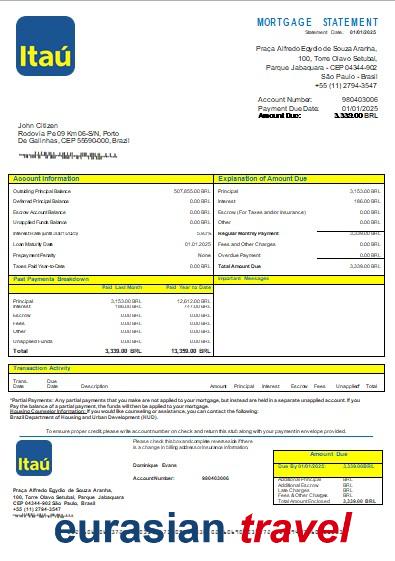 Itaú
MORTGAGE STATEMENT
Statement Date: 01/01/2025
Praça Alfredo Egydio de Souza Aranha,
100, Torre Olavo Setubal,
Parque Jabaquara - CEP 04344-902
São Paulo - Brasil
+55 (11) 2794-3547
Account Number: 980403006
Payment Due Date: 01/01/2025
Amount Due: 3,339.00 BRL
John Citizen
Rodovia Pe 09 Km 06-S/N, Porto
De Galinhas, CEP 55590-000, Brazil
Account Information
Outstding Principal Balance 507,855.00 BRL
Deferred Principal Balance 0.00 BRL
Escrow Account Balance 0.00 BRL
Unapplied Funds Balance 0.00 BRL
Loan Maturity Date 01.01.2025
Prepayment Penalty None
Taxes Paid Year-to-Date 0.00 BRL
Explanation of Amount Due
Principal 3,153.00 BRL
Interest 186.00 BRL
Escrow (For Taxes and/or Insurance) 0.00 BRL
Other 0.00 BRL
Regular Monthly Payment 3,339.00 BRL
Fees and Other Charges 0.00 BRL
Overdue Payment 0.00 BRL
Total Amount Due 3,339.00 BRL
Past Payments Breakdown
Paid Last Month Paid Year to Date
Principal 3,153.00 BRL 12,612.00 BRL
Interest 186.00 BRL 747.00 BRL
Escrow 0.00 BRL 0.00 BRL
Fees 0.00 BRL 0.00 BRL
Other 0.00 BRL 0.00 BRL
Unapplied Funds 0.00 BRL 0.00 BRL
Total 3,339.00 BRL 13,359.00 BRL
Important Messages
Transaction Activity
Trans. Date Due Date Description Amount Principal Interest Escrow Fees Unapplied* Total
*Partial Payments: Any partial payments that you make are not applied to your mortgage, but instead are held in a separate unapplied account. If you
Pay the balance of a partial payment, the funds will then be applied to your mortgage.
Housing Counselor Information: If you would like counseling or assistance, you can contact the following:
Brazil Department of Housing and Urban Development (HUD).
To ensure proper credit, please write account number on check and return this stub along with your payment in envelope provided.
Itaú
Please check this box and complete reverse side if there
is a change in billing address or insurance information.
Dominique Evans
Account Number: 980403006
Amount Due
Due By 01/01/2025: 3,339.00 BRL
Additional Principal BRL
Additional Escrow BRL
Late Charges BRL
Fees & Other Charges BRL
Total Amount Enclosed 3,339.00 BRL
Praça Alfredo Egydio de Souza Aranha,
100, Torre Olavo Setubal, Parque Jabaquara
CEP 04344-902 São Paulo, Brasil
+55 (11) 2794-3547
eurasian travel